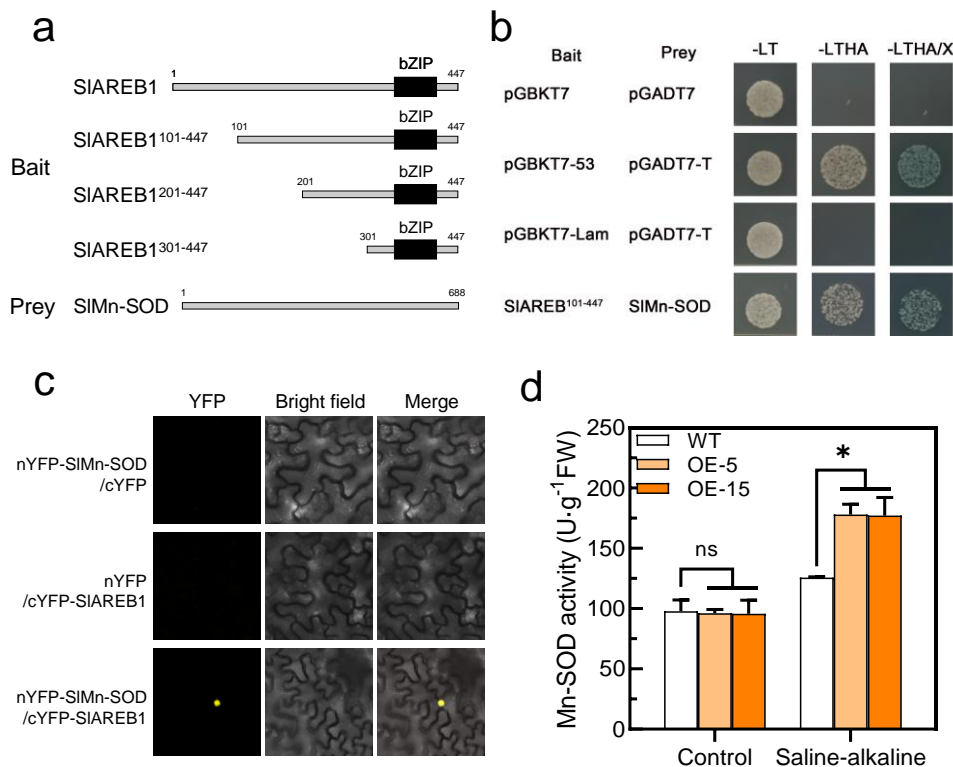 a
1
bZIP
447
SlAREB1
101
bZIP
447
SlAREB1101-447
Bait
201
bZIP
447
SlAREB1201-447
301
bZIP
447
SlAREB1301-447
1
688
Prey SlMn-SOD
b
Bait Prey -LT -LTHA -LTHA/X
pGBKT7 pGADT7
pGBKT7-53 pGADT7-T
pGBKT7-Lam pGADT7-T
SlAREB101-447 SlMn-SOD
c
YFP Bright field Merge
nYFP-SlMn-SOD
/cYFP
nYFP
/cYFP-SlAREB1
nYFP-SlMn-SOD
/cYFP-SlAREB1
d
Mn-SOD activity (U·g-1FW)
250
200
150
100
50
0
WT
OE-5
OE-15
ns
*
Control Saline-alkaline